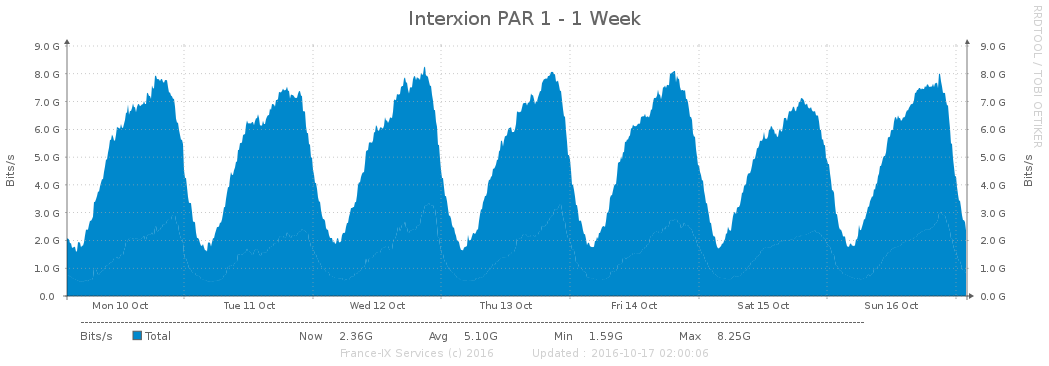 Interxion PAR 1 - 1 Week
RRDTOOL / TOBI OETIKER
Bits/s
9.0 G
8.0 G
7.0 G
6.0 G
5.0 G
4.0 G
3.0 G
2.0 G
1.0 G
0.0
9.0 G
8.0 G
7.0 G
6.0 G
5.0 G
4.0 G
3.0 G
2.0 G
1.0 G
0.0 G
Bits/s
Mon 10 Oct Tue 11 Oct Wed 12 Oct Thu 13 Oct Fri 14 Oct Sat 15 Oct Sun 16 Oct
Bits/s Total Now 2.36G Avg 5.10G Min 1.59G Max 8.25G
France-IX Services (c) 2016 Updated : 2016-10-17 02:00:06